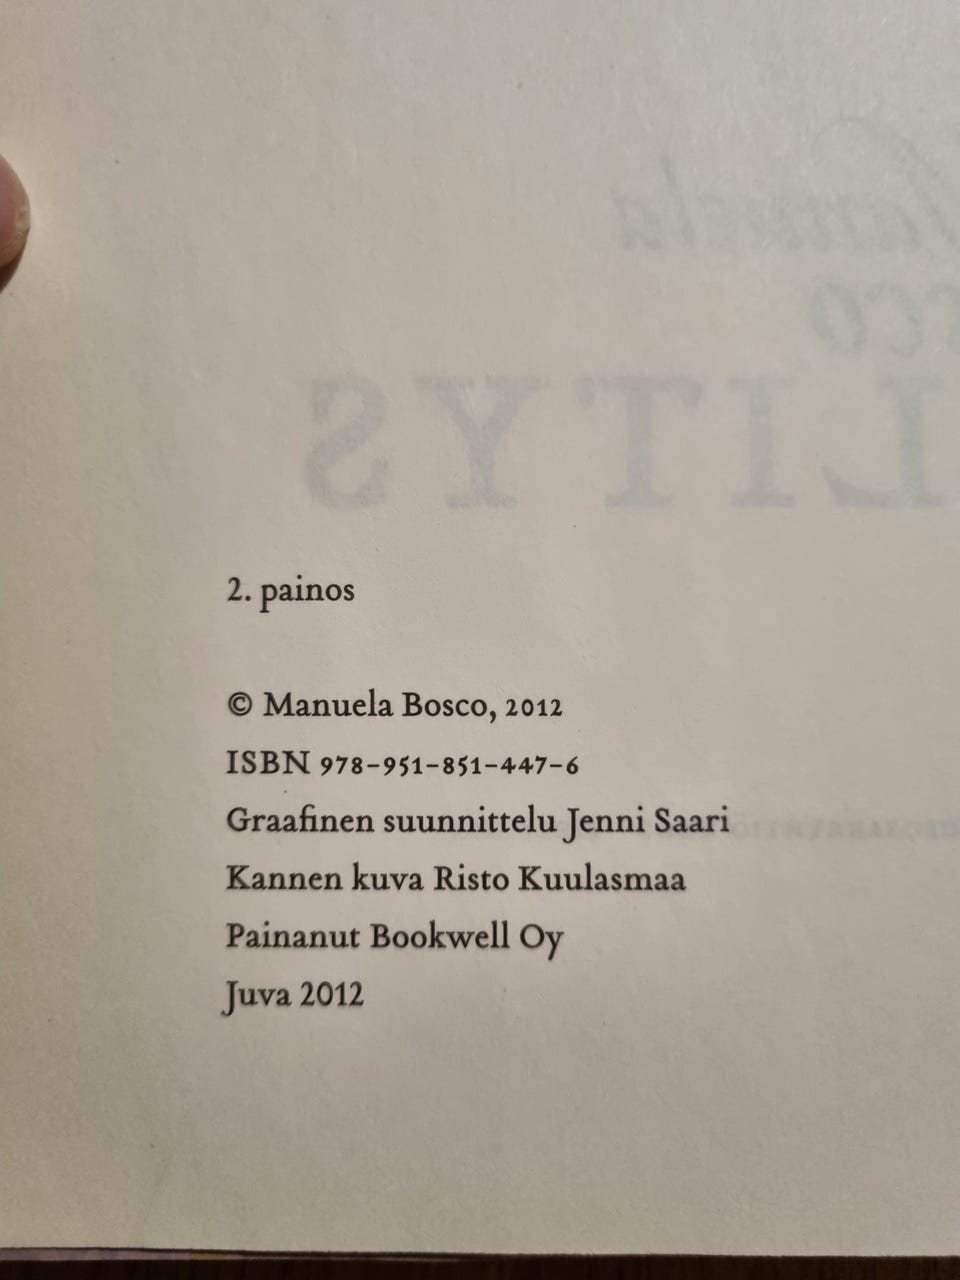 2. painos
© Manuela Bosco, 2012
ISBN 978-951-851-447-6
Graafinen suunnittelu Jenni Saari
Kannen kuva Risto Kuulasmaa
Painanut Bookwell Oy
Juva 2012